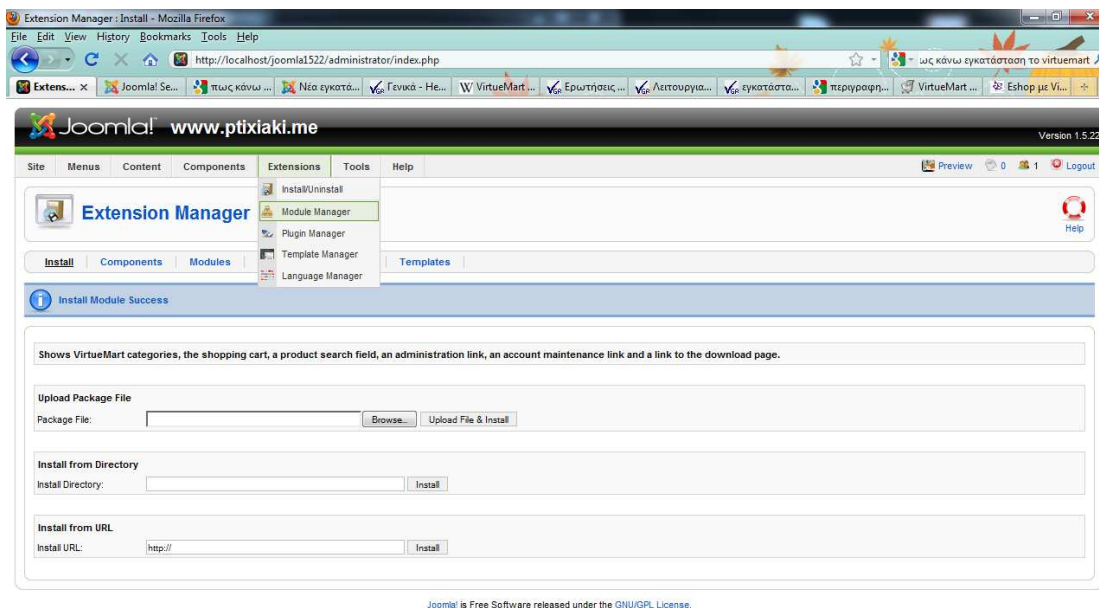 Extension Manager : Install - Mozilla Firefox
File Edit View History Bookmarks Tools Help
http://localhost/joomla1522/administrator/index.php
ως κάνω εγκατάσταση το virtuemart
Extens... Joomla! Se... πως κάνω ... Νέα εγκατά... Γενικά - He... VirtueMart ... Ερωτήσεις ... Λειτουργια... εγκατάστα... περιγραφη... VirtueMart ... Eshop με Vi...
Joomla! www.ptixiaki.me
Version 1.5.22
Site Menus Content Components Extensions Tools Help Preview 0 1 Logout
Install/Uninstall
Module Manager
Plugin Manager
Template Manager
Language Manager
Extension Manager
Help
Install Components Modules Templates
Install Module Success
Shows VirtueMart categories, the shopping cart, a product search field, an administration link, an account maintenance link and a link to the download page.
Upload Package File
Package File: Browse... Upload File & Install
Install from Directory
Install Directory: Install
Install from URL
Install URL: http:// Install
Joomla! is Free Software released under the GNU/GPL License.